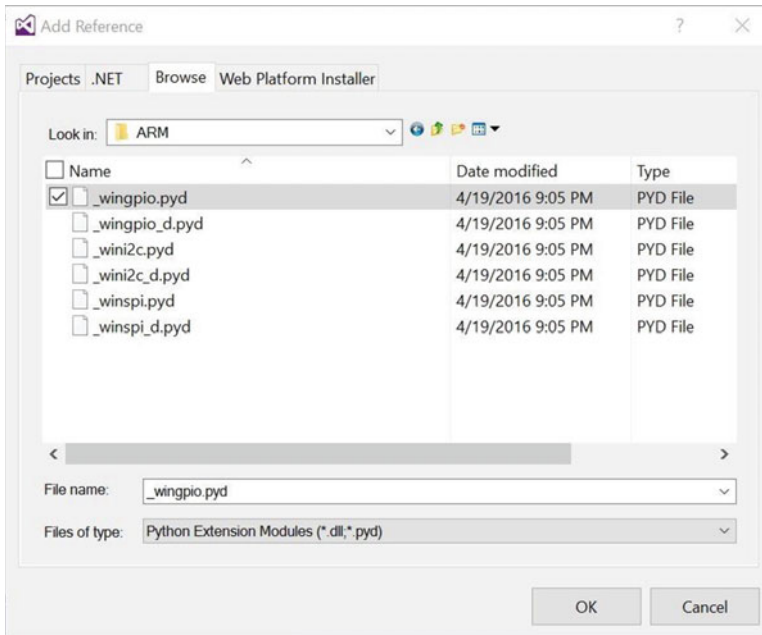 Add Reference
Projects .NET Browse Web Platform Installer
Look in: ARM
Name Date modified Type
_wingpio.pyd 4/19/2016 9:05 PM PYD File
_wingpio_d.pyd 4/19/2016 9:05 PM PYD File
_wini2c.pyd 4/19/2016 9:05 PM PYD File
_wini2c_d.pyd 4/19/2016 9:05 PM PYD File
_winspi.pyd 4/19/2016 9:05 PM PYD File
_winspi_d.pyd 4/19/2016 9:05 PM PYD File
File name: _wingpio.pyd
Files of type: Python Extension Modules (*.dll;*.pyd)
OK Cancel